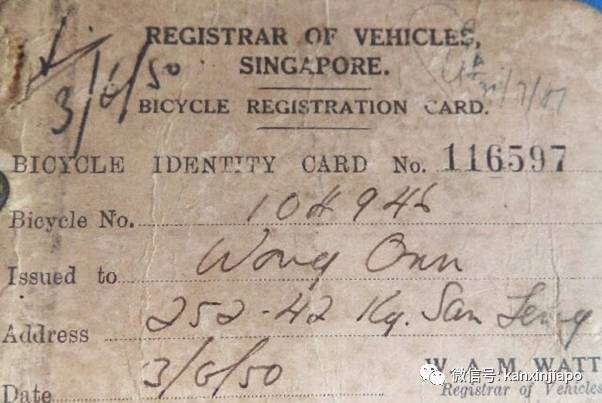 REGISTRAR OF VEHICLES,
SINGAPORE.
3/6/50
BICYCLE REGISTRATION CARD.
BICYCLE IDENTITY CARD No. 116597
Bicycle No.
Issued to Wong Onn
Address 252-42 Kg. San Teng
Date 3/6/50
W. A. M WATT
Registrar of Vehicles
微信号: kanxinjiapo